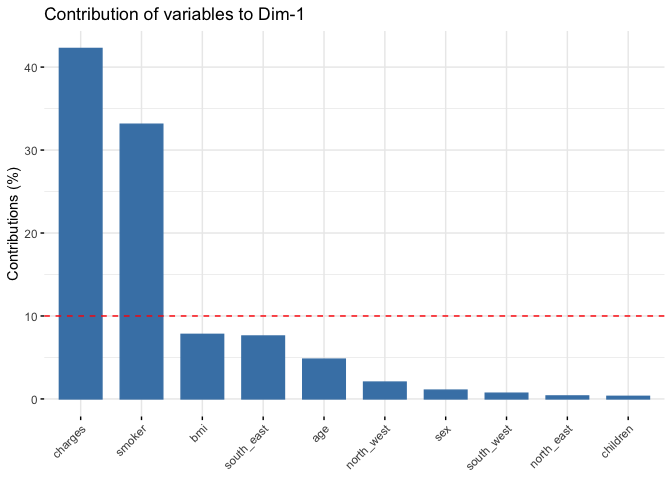 Contribution of variables to Dim-1
Contributions (%)
40
30
20
10
0
charges
smoker
bmi
south_east
age
north_west
sex
south_west
north_east
children